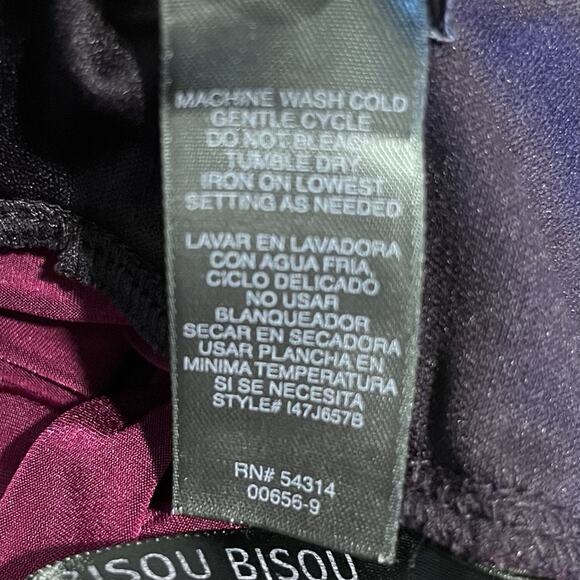 MACHINE WASH COLD
GENTLE CYCLE
DO NOT BLEACH
TUMBLE DRY
IRON ON LOWEST
SETTING AS NEEDED
LAVAR EN LAVADORA
CON AGUA FRIA
CICLO DELICADO
NO USAR
BLANQUEADOR
SECAR EN SECADORA
USAR PLANCHA EN
MINIMA TEMPERATURA
SI SE NECESITA
STYLE# I47J657B
RN# 54314
00656-9
BISOU BISOU